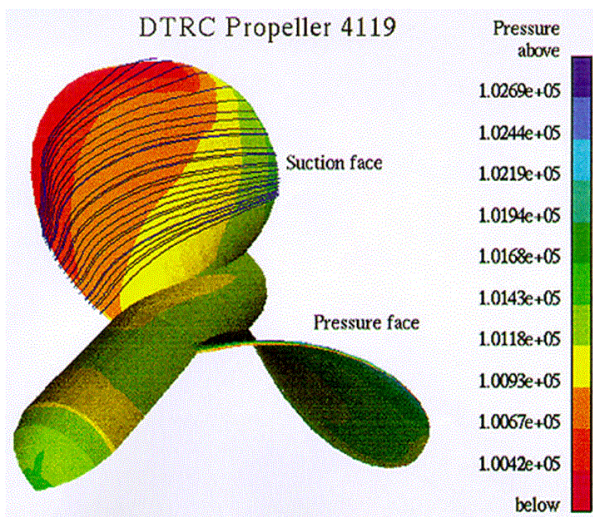 DTRC Propeller 4119
Pressure
above
1.0269e+05
1.0244e+05
1.0219e+05
1.0194e+05
1.0168e+05
1.0143e+05
1.0118e+05
1.0093e+05
1.0067e+05
1.0042e+05
below
Suction face
Pressure face